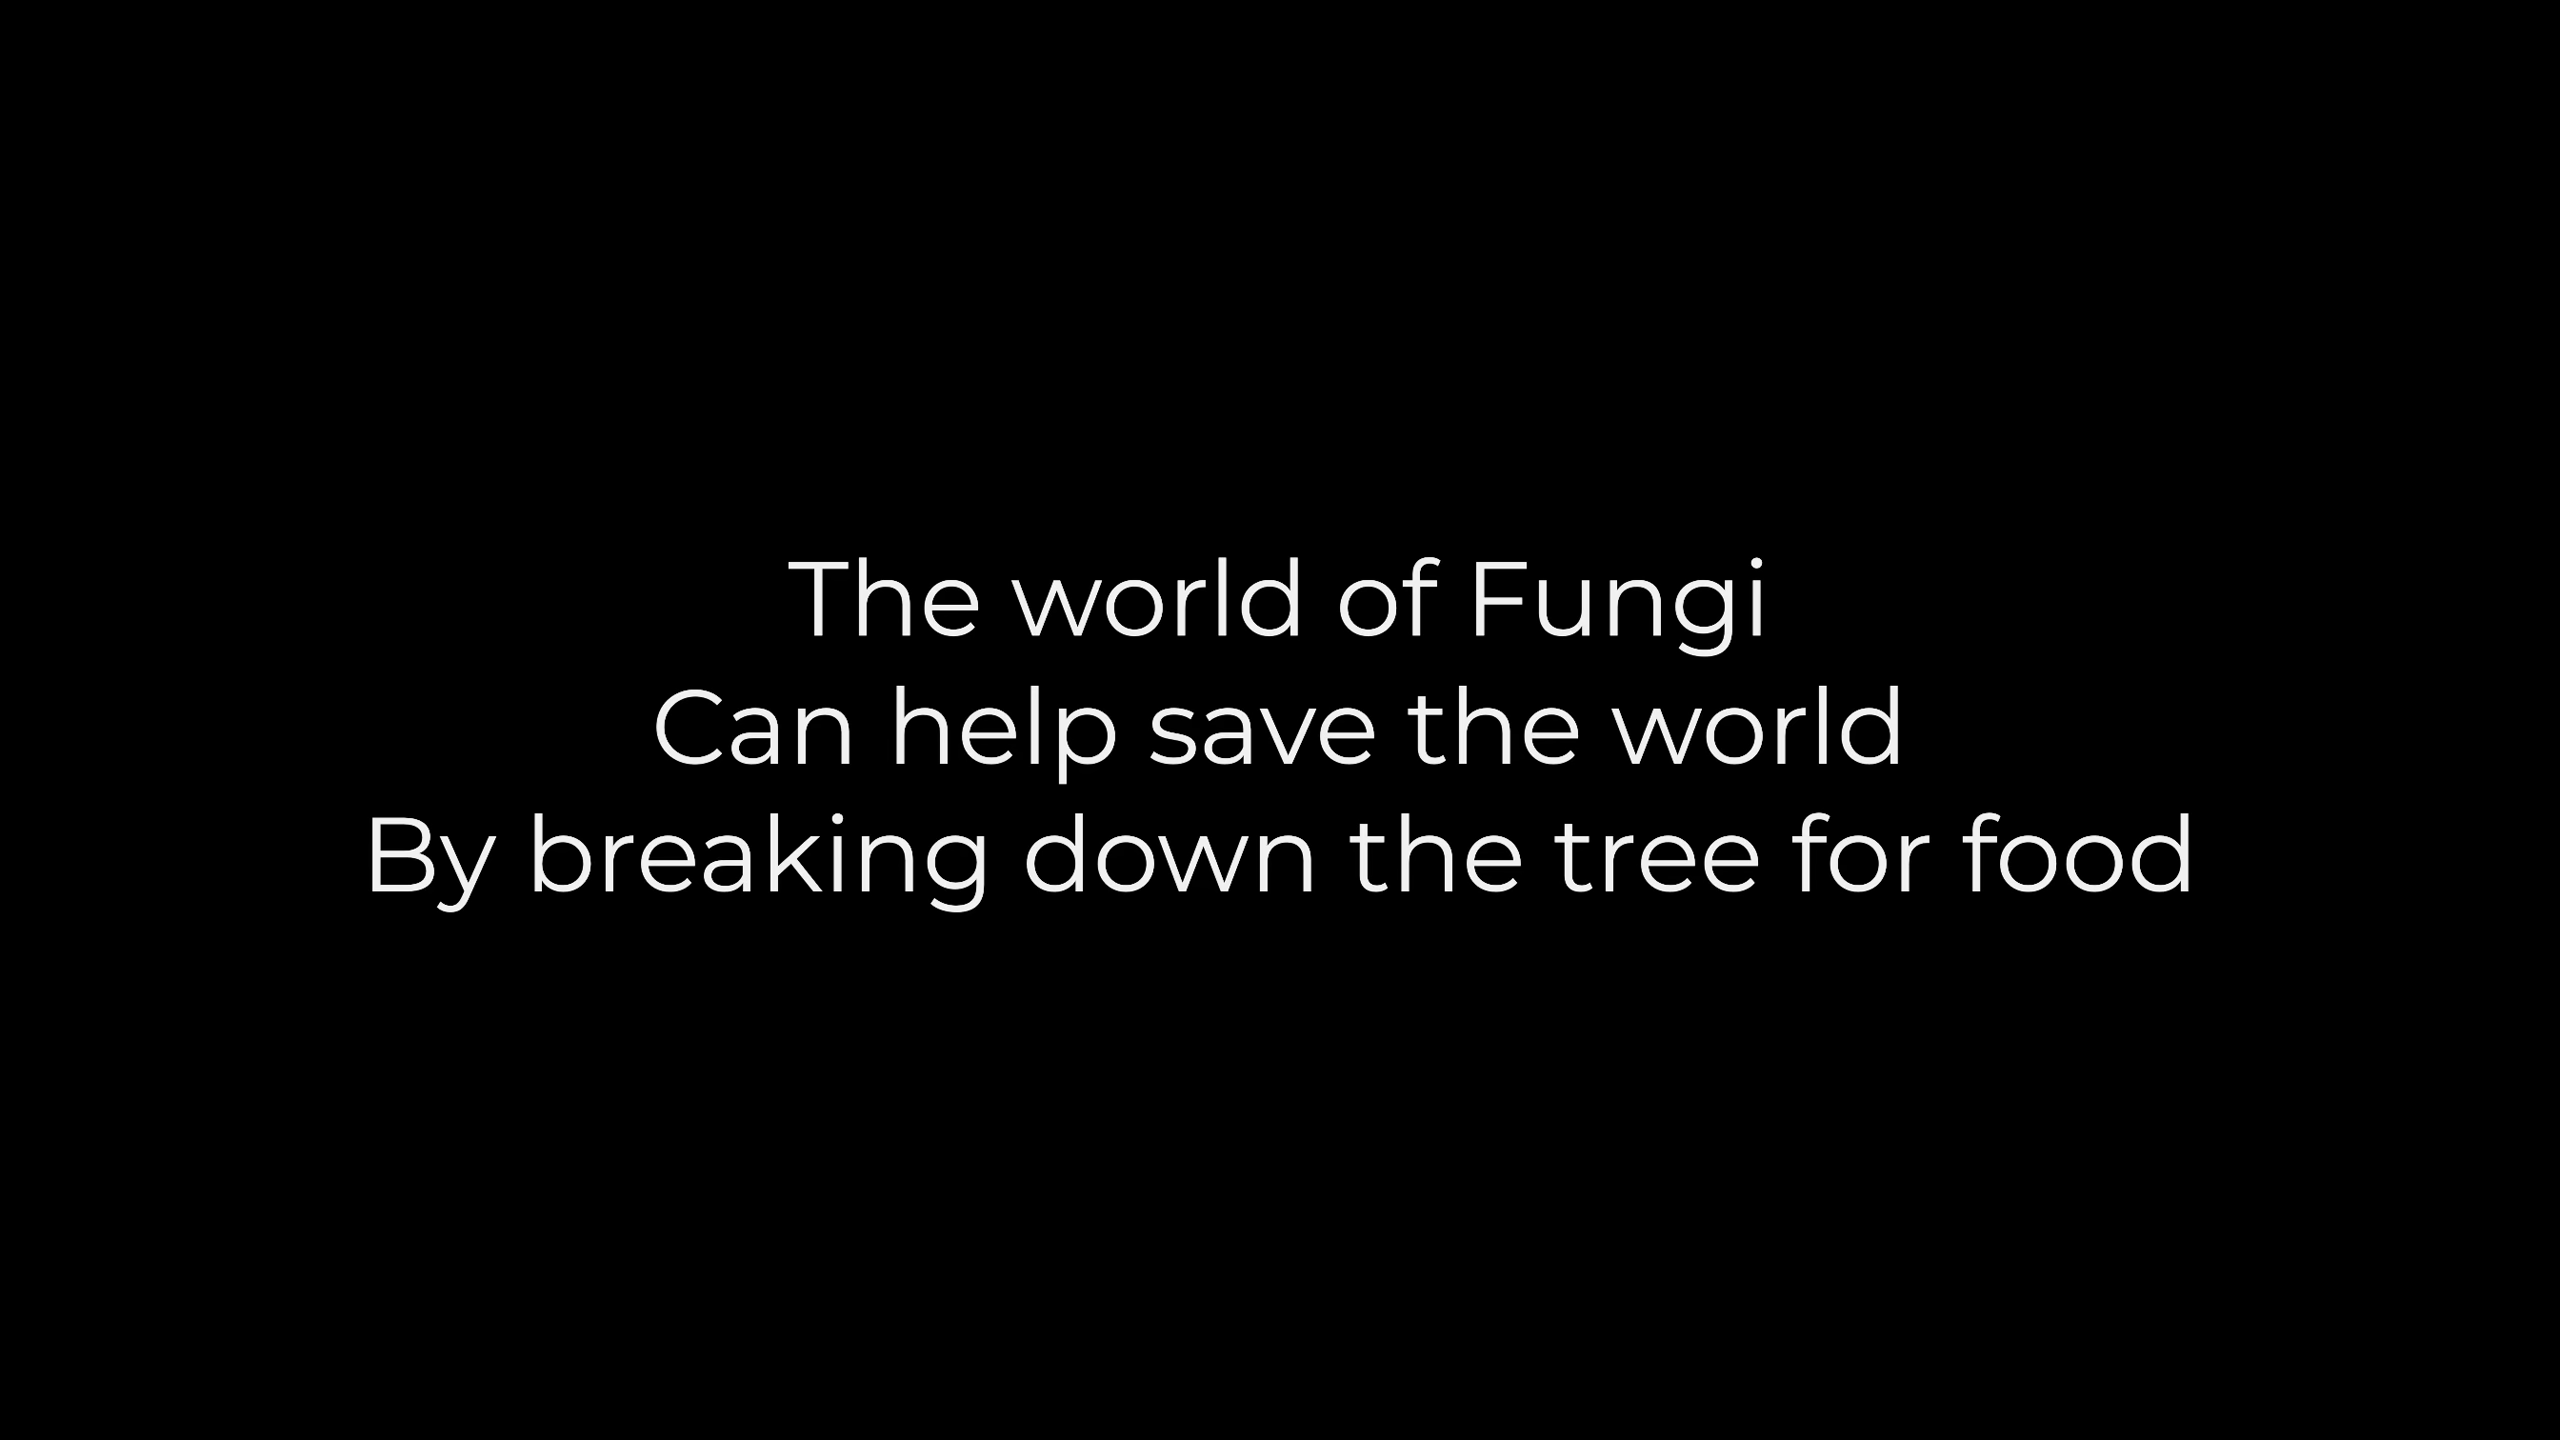 The world of Fungi
Can help save the world
By breaking down the tree for food